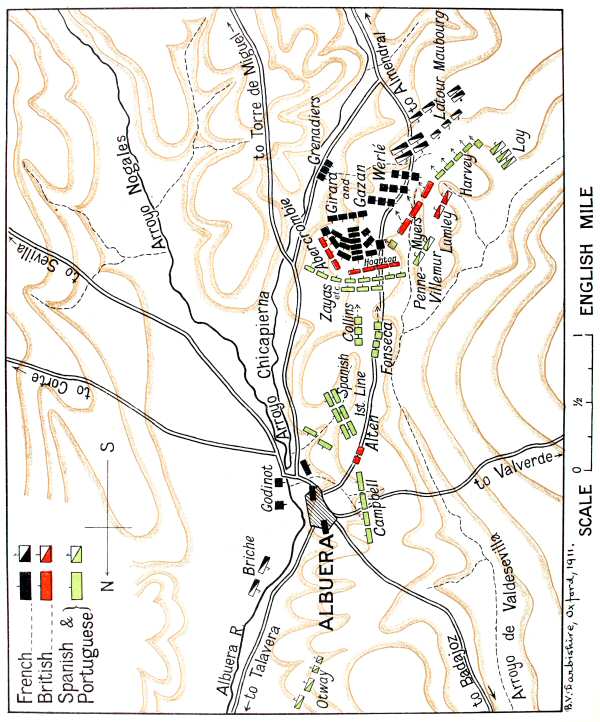 French
British
Spanish &
Portuguese
N
S
to Corte
to Sevilla
Arroyo Nogales
to Torre de Miguel
to Almendral
Arroyo Chicapierna
Albuera R.
to Talavera
Otway
Briche
Godinot
ALBUERA
Campbell
Alten
Spanish
1st. Line
Collins
Fonseca
Zayas
etc.
Abercrombie
Hoghton
Grenadiers
Girard
and
Gazan
Werlé
Latour Maubourg
Myers
Penne-
Villemur
Lumley
Harvey
Loy
to Badajoz
to Valverde
Arroyo de Valdesevilla
SCALE
0
½
1
ENGLISH MILE
B.V. Darbishire, Oxford, 1911.